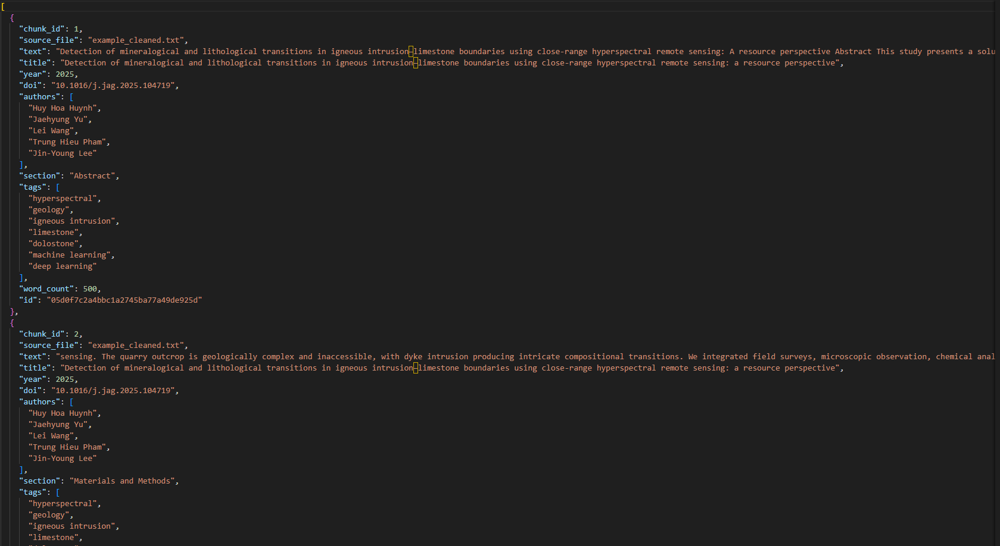 [
{
"chunk_id": 1,
"source_file": "example_cleaned.txt",
"text": "Detection of mineralogical and lithological transitions in igneous intrusion–limestone boundaries using close-range hyperspectral remote sensing: A resource perspective Abstract This study presents a solu
"title": "Detection of mineralogical and lithological transitions in igneous intrusion–limestone boundaries using close-range hyperspectral remote sensing: a resource perspective",
"year": 2025,
"doi": "10.1016/j.jag.2025.104719",
"authors": [
"Huy Hoa Huynh",
"Jaehyung Yu",
"Lei Wang",
"Trung Hieu Pham",
"Jin-Young Lee"
],
"section": "Abstract",
"tags": [
"hyperspectral",
"geology",
"igneous intrusion",
"limestone",
"dolostone",
"machine learning",
"deep learning"
],
"word_count": 500,
"id": "05d0f7c2a4bbc1a2745ba77a49de925d"
},
{
"chunk_id": 2,
"source_file": "example_cleaned.txt",
"text": "sensing. The quarry outcrop is geologically complex and inaccessible, with dyke intrusion producing intricate compositional transitions. We integrated field surveys, microscopic observation, chemical anal
"title": "Detection of mineralogical and lithological transitions in igneous intrusion–limestone boundaries using close-range hyperspectral remote sensing: a resource perspective",
"year": 2025,
"doi": "10.1016/j.jag.2025.104719",
"authors": [
"Huy Hoa Huynh",
"Jaehyung Yu",
"Lei Wang",
"Trung Hieu Pham",
"Jin-Young Lee"
],
"section": "Materials and Methods",
"tags": [
"hyperspectral",
"geology",
"igneous intrusion",
"limestone",